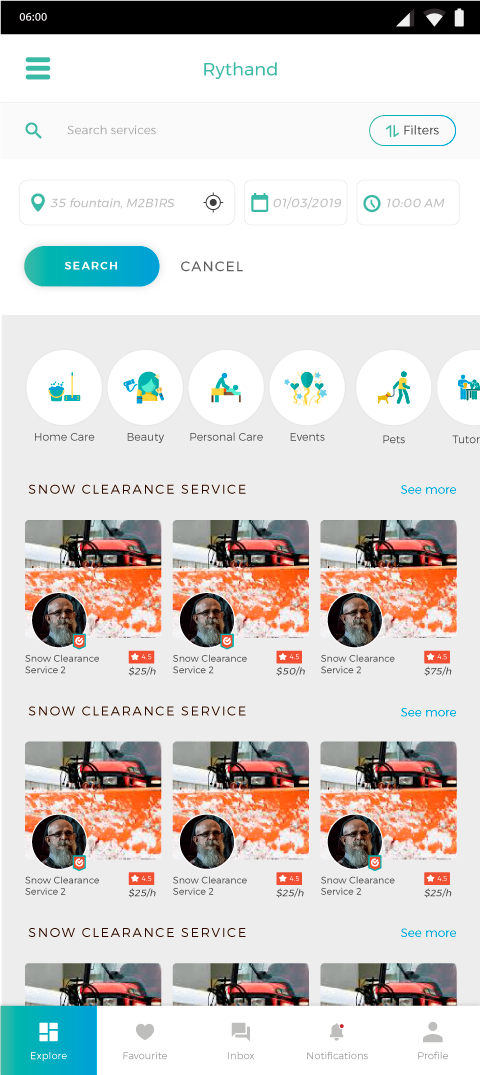 06:00
Rythand
Search services
Filters
35 fountain, M2B1RS
01/03/2019
10:00 AM
SEARCH
CANCEL
Home Care
Beauty
Personal Care
Events
Pets
Tutor
SNOW CLEARANCE SERVICE
See more
Snow Clearance
Service 2
4.5
$25/h
Snow Clearance
Service 2
4.5
$50/h
Snow Clearance
Service 2
4.5
$75/h
SNOW CLEARANCE SERVICE
See more
Snow Clearance
Service 2
4.5
$25/h
Snow Clearance
Service 2
4.5
$25/h
Snow Clearance
Service 2
4.5
$25/h
SNOW CLEARANCE SERVICE
See more
Explore
Favourite
Inbox
Notifications
Profile